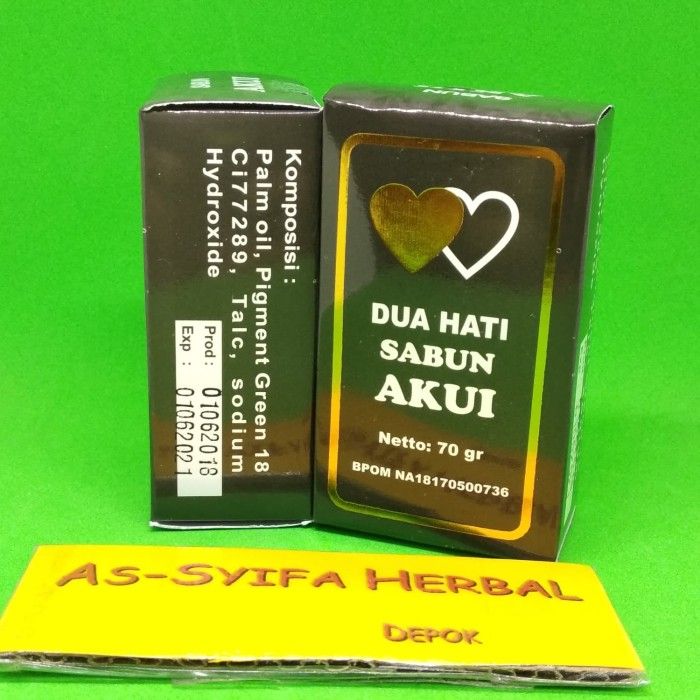 Komposisi :
Palm oil, Pigment Green 18
Ci77289, Talc, sodium
Hydroxide
Prod : 01062018
Exp : 01062021
SABUN
DUA HATI
SABUN
AKUI
Netto: 70 gr
BPOM NA18170500736
AS-SYIFA HERBAL
DEPOK